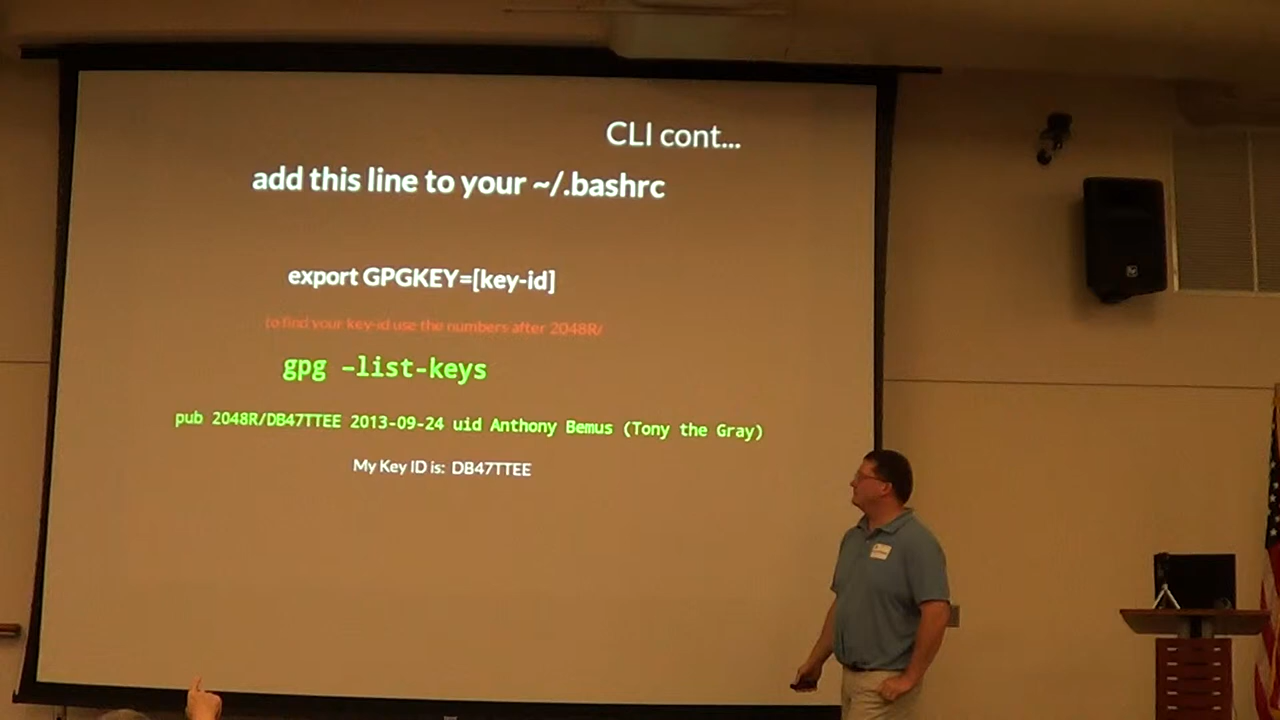 CLI cont...
add this line to your ~/.bashrc
export GPGKEY=[key-id]
to find your key-id use the numbers after 2048R/
gpg –list-keys
pub 2048R/DB47TTEE 2013-09-24 uid Anthony Bemus (Tony the Gray)
My Key ID is: DB47TTEE